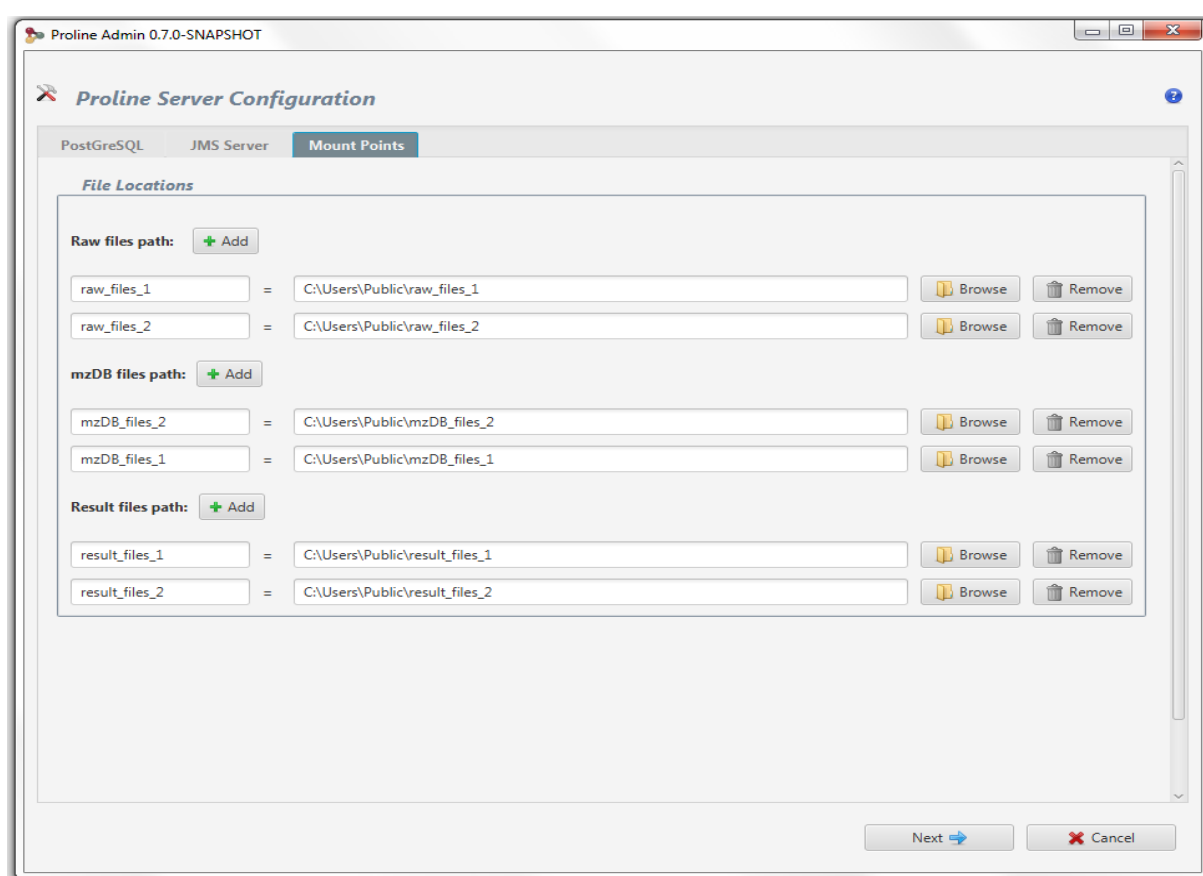 Proline Admin 0.7.0-SNAPSHOT
Proline Server Configuration
PostGreSQL JMS Server Mount Points
File Locations
Raw files path: Add
raw_files_1 = C:\Users\Public\raw_files_1 Browse Remove
raw_files_2 = C:\Users\Public\raw_files_2 Browse Remove
mzDB files path: Add
mzDB_files_2 = C:\Users\Public\mzDB_files_2 Browse Remove
mzDB_files_1 = C:\Users\Public\mzDB_files_1 Browse Remove
Result files path: Add
result_files_1 = C:\Users\Public\result_files_1 Browse Remove
result_files_2 = C:\Users\Public\result_files_2 Browse Remove
Next Cancel